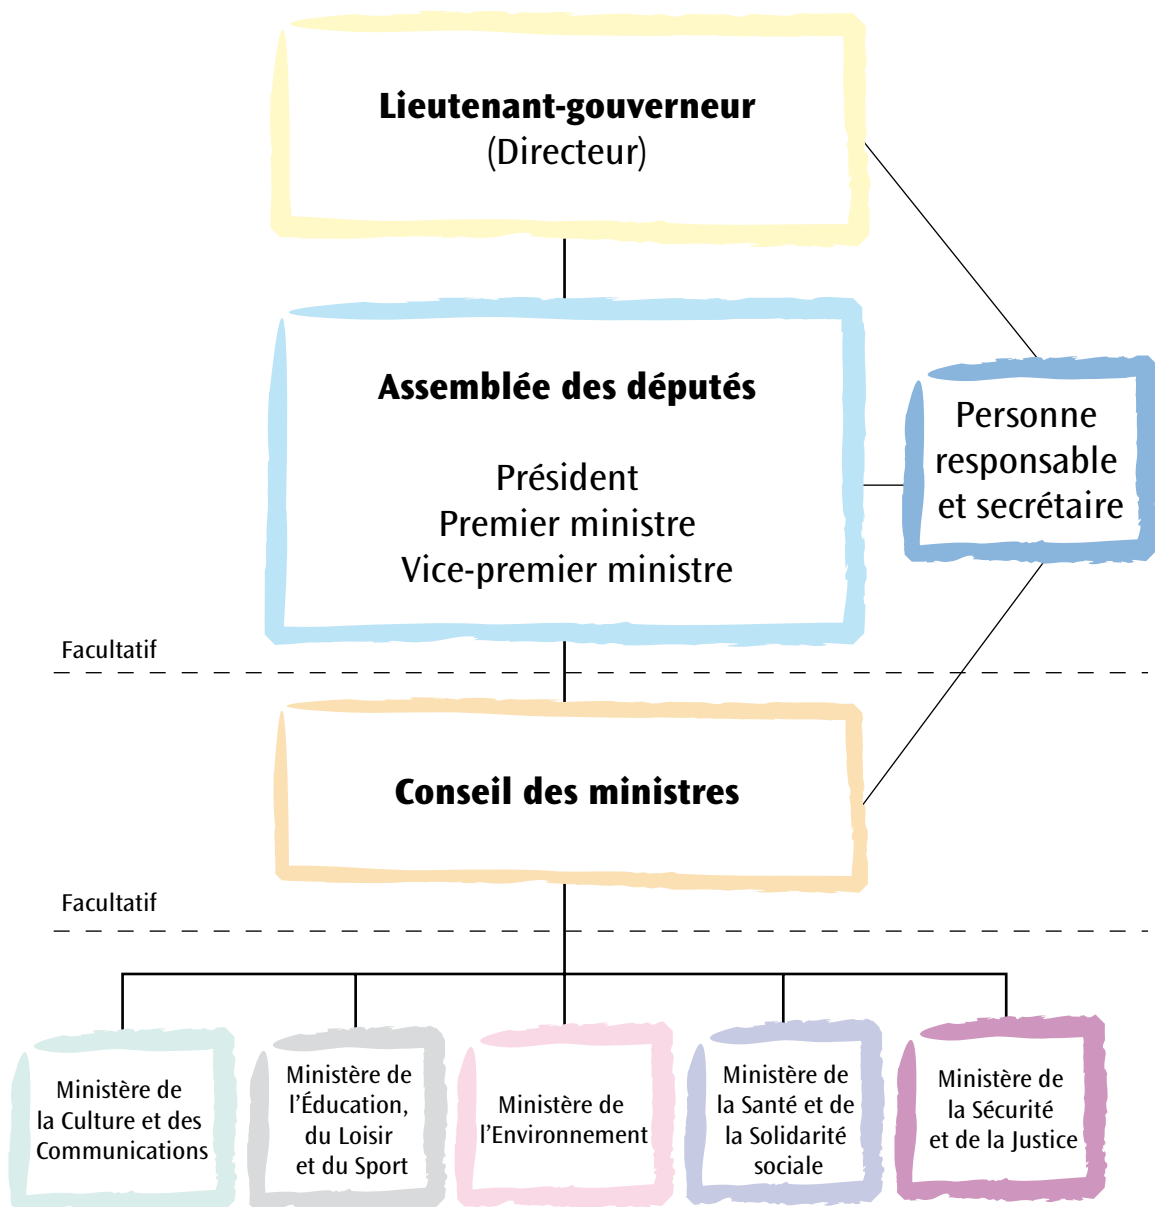 Lieutenant-gouverneur
(Directeur)
Assemblée des députés
Président
Premier ministre
Vice-premier ministre
Personne
responsable
et secrétaire
Facultatif
Conseil des ministres
Facultatif
Ministère de
la Culture et des
Communications
Ministère de
l’Éducation,
du Loisir
et du Sport
Ministère de
l’Environnement
Ministère de
la Santé et de
la Solidarité
sociale
Ministère de
la Sécurité
et de la Justice